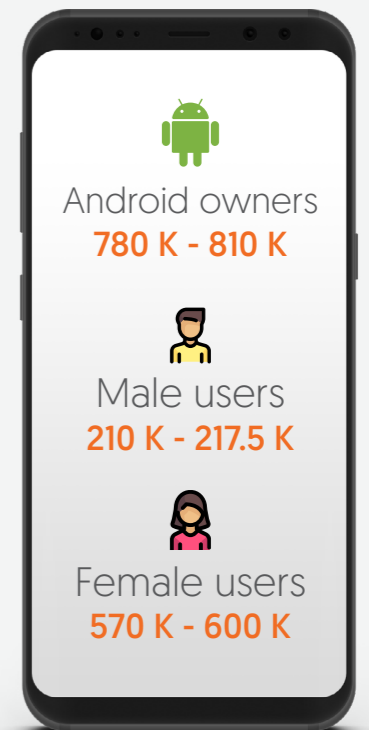 Android owners
780 K - 810 K
Male users
210 K - 217.5 K
Female users
570 K - 600 K